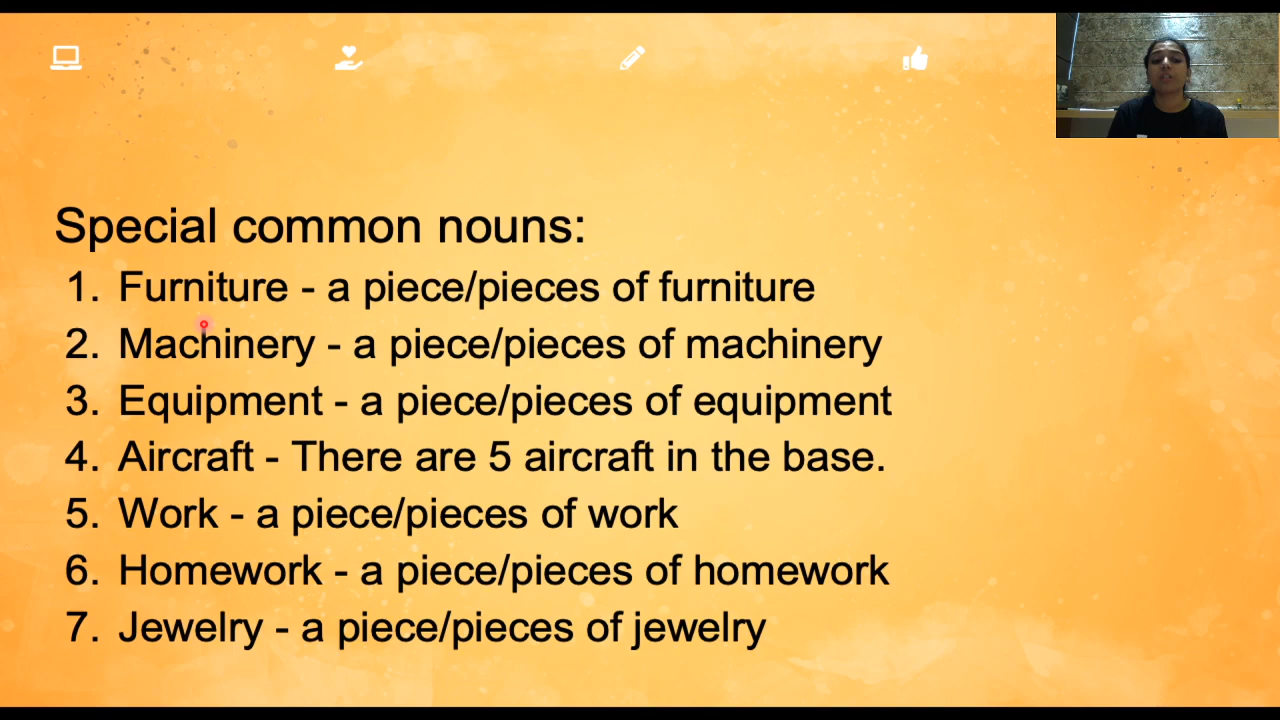 Special common nouns:
1. Furniture - a piece/pieces of furniture
2. Machinery - a piece/pieces of machinery
3. Equipment - a piece/pieces of equipment
4. Aircraft - There are 5 aircraft in the base.
5. Work - a piece/pieces of work
6. Homework - a piece/pieces of homework
7. Jewelry - a piece/pieces of jewelry